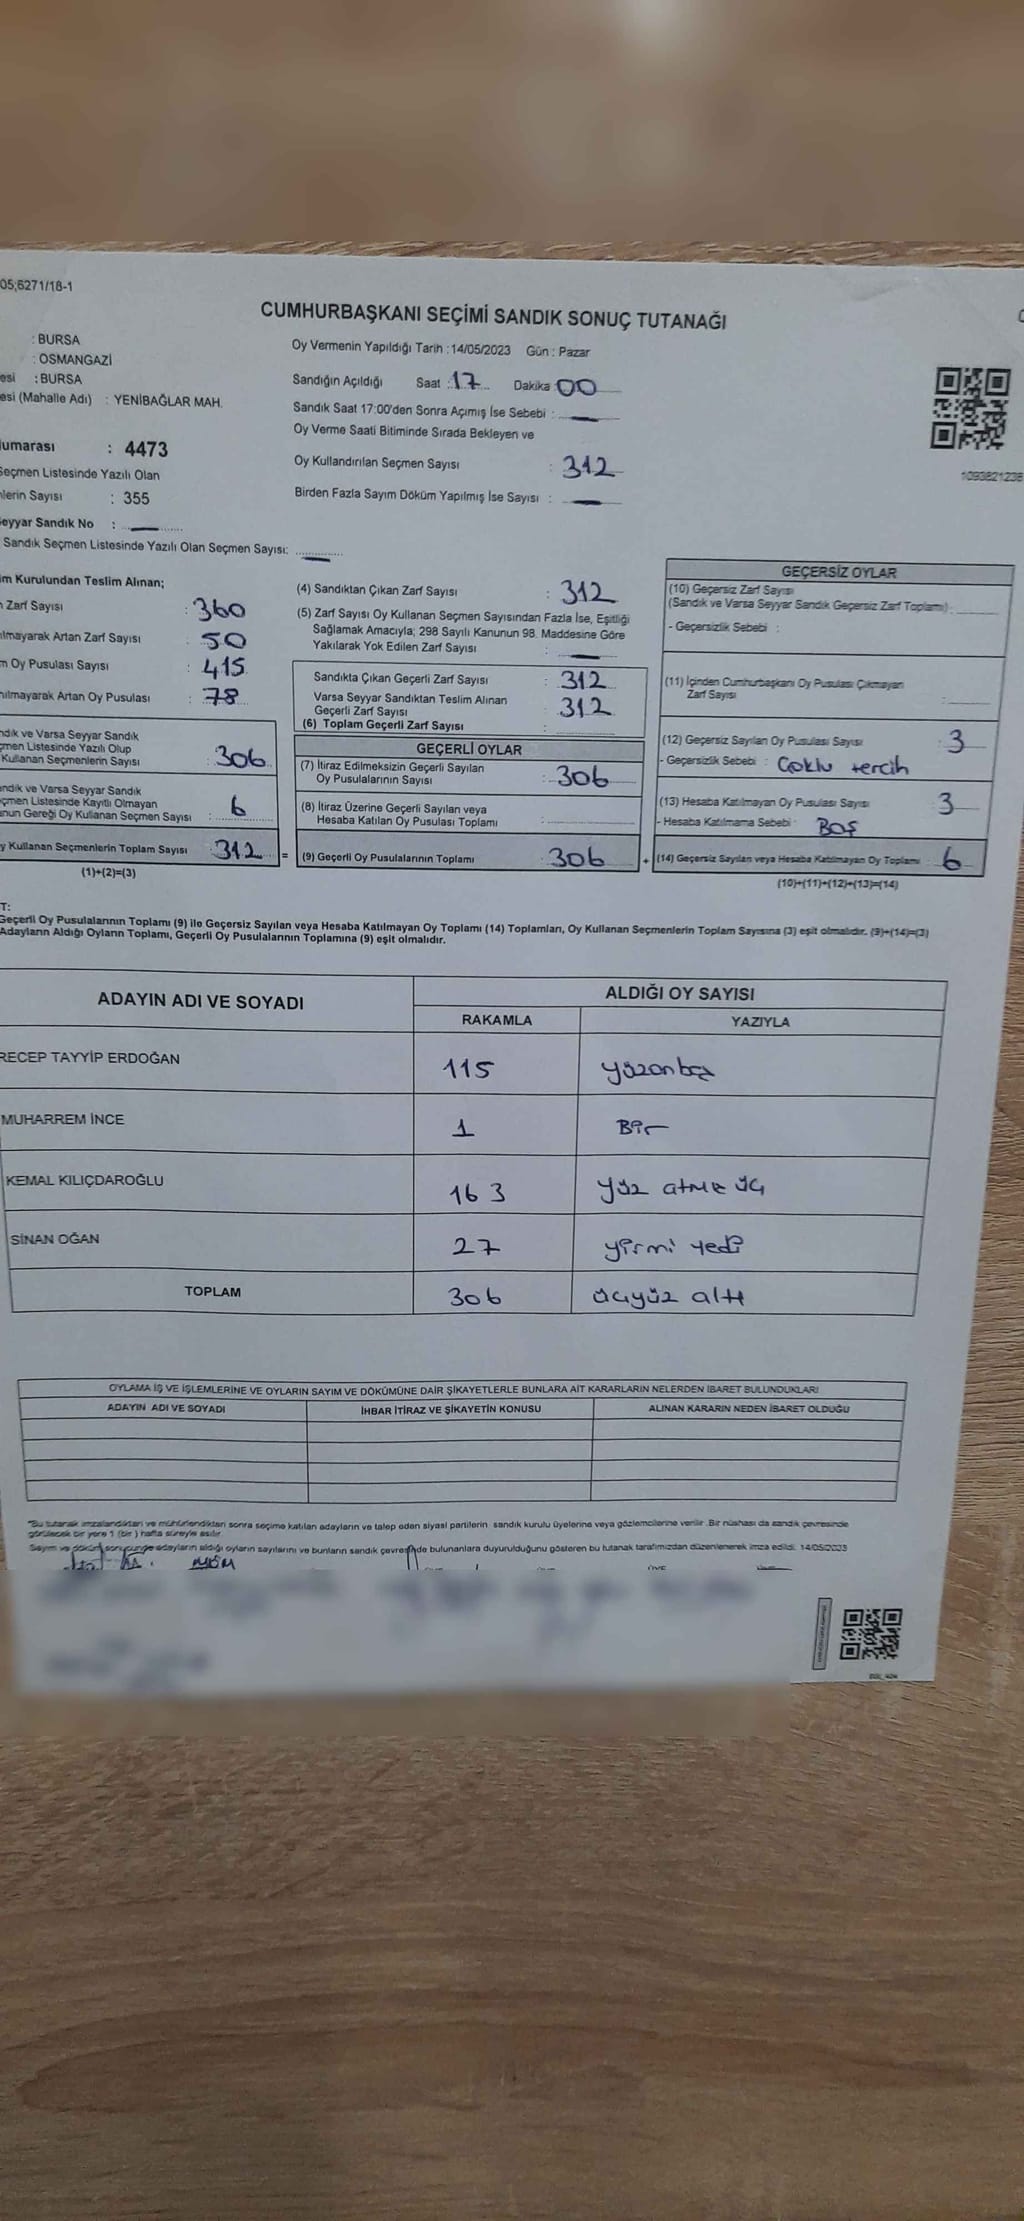 05;6271/18-1
CUMHURBAŞKANI SEÇİMİ SANDIK SONUÇ TUTANAĞI
: BURSA
: OSMANGAZİ
esi : BURSA
esi (Mahalle Adı) : YENİBAĞLAR MAH.
umarası : 4473
Seçmen Listesinde Yazılı Olan
nlerin Sayısı : 355
Seyyar Sandık No :
Sandık Seçmen Listesinde Yazılı Olan Seçmen Sayısı:
Oy Vermenin Yapıldığı Tarih : 14/05/2023 Gün : Pazar
Sandığın Açıldığı Saat : 17 Dakika : 00
Sandık Saat 17:00'den Sonra Açımış İse Sebebi :
Oy Verme Saati Bitiminde Sırada Bekleyen ve
Oy Kullandırılan Seçmen Sayısı : 312
Birden Fazla Sayım Döküm Yapılmış İse Sayısı :
1093821236
m Kurulundan Teslim Alınan;
n Zarf Sayısı : 360
ılmayarak Artan Zarf Sayısı : 50
m Oy Pusulası Sayısı : 415
nılmayarak Artan Oy Pusulası : 78
ndık ve Varsa Seyyar Sandık
çmen Listesinde Yazılı Olup
Kullanan Seçmenlerin Sayısı : 306
andık ve Varsa Seyyar Sandık
çmen Listesinde Kayıtlı Olmayan
nun Gereği Oy Kullanan Seçmen Sayısı : 6
y Kullanan Seçmenlerin Toplam Sayısı : 312 =
(1)+(2)=(3)
(4) Sandıktan Çıkan Zarf Sayısı : 312
(5) Zarf Sayısı Oy Kullanan Seçmen Sayısından Fazla İse, Eşitliği
Sağlamak Amacıyla; 298 Sayılı Kanunun 98. Maddesine Göre
Yakılarak Yok Edilen Zarf Sayısı :
Sandıkta Çıkan Geçerli Zarf Sayısı : 312
Varsa Seyyar Sandıktan Teslim Alınan
Geçerli Zarf Sayısı : 312
(6) Toplam Geçerli Zarf Sayısı :
GEÇERLİ OYLAR
(7) İtiraz Edilmeksizin Geçerli Sayılan
Oy Pusulalarının Sayısı : 306
(8) İtiraz Üzerine Geçerli Sayılan veya
Hesaba Katılan Oy Pusulası Toplamı :
(9) Geçerli Oy Pusulalarının Toplamı : 306 +
GEÇERSİZ OYLAR
(10) Geçersiz Zarf Sayısı
(Sandık ve Varsa Seyyar Sandık Geçersiz Zarf Toplamı) :
- Geçersizlik Sebebi :
(11) İçinden Cumhurbaşkanı Oy Pusulası Çıkmayan
Zarf Sayısı :
(12) Geçersiz Sayılan Oy Pusulası Sayısı : 3
- Geçersizlik Sebebi : Çoklu tercih
(13) Hesaba Katılmayan Oy Pusulası Sayısı : 3
- Hesaba Katılmama Sebebi : Boş
(14) Geçersiz Sayılan veya Hesaba Katılmayan Oy Toplamı : 6
(10)+(11)+(12)+(13)=(14)
T:
Geçerli Oy Pusulalarının Toplamı (9) ile Geçersiz Sayılan veya Hesaba Katılmayan Oy Toplamı (14) Toplamları, Oy Kullanan Seçmenlerin Toplam Sayısına (3) eşit olmalıdır. (9)+(14)=(3)
Adayların Aldığı Oyların Toplamı, Geçerli Oy Pusulalarının Toplamına (9) eşit olmalıdır.
ADAYIN ADI VE SOYADI ALDIĞI OY SAYISI
RAKAMLA YAZIYLA
RECEP TAYYİP ERDOĞAN 115 yüzonbeş
MUHARREM İNCE 1 Bir
KEMAL KILIÇDAROĞLU 163 Yüz atmış üç
SİNAN OĞAN 27 yirmi yedi
TOPLAM 306 üçyüz altı
OYLAMA İŞ VE İŞLEMLERİNE VE OYLARIN SAYIM VE DÖKÜMÜNE DAİR ŞİKAYETLERLE BUNLARA AİT KARARLARIN NELERDEN İBARET BULUNDUKLARI
ADAYIN ADI VE SOYADI İHBAR İTİRAZ VE ŞİKAYETİN KONUSU ALINAN KARARIN NEDEN İBARET OLDUĞU
"Bu tutanak imzalandıktan ve mühürlendikten sonra seçime katılan adayların ve talep eden siyasi partilerin sandık kurulu üyelerine veya gözlemcilerine verilir. Bir nüshası da sandık çevresinde
görülecek bir yere 1 (bir) hafta süreyle asılır.
Sayım ve döküm sonucunda adayların aldığı oyların sayılarını ve bunların sandık çevresinde bulunanlara duyurulduğunu gösteren bu tutanak tarafımızdan düzenlenerek imza edildi. 14/05/2023